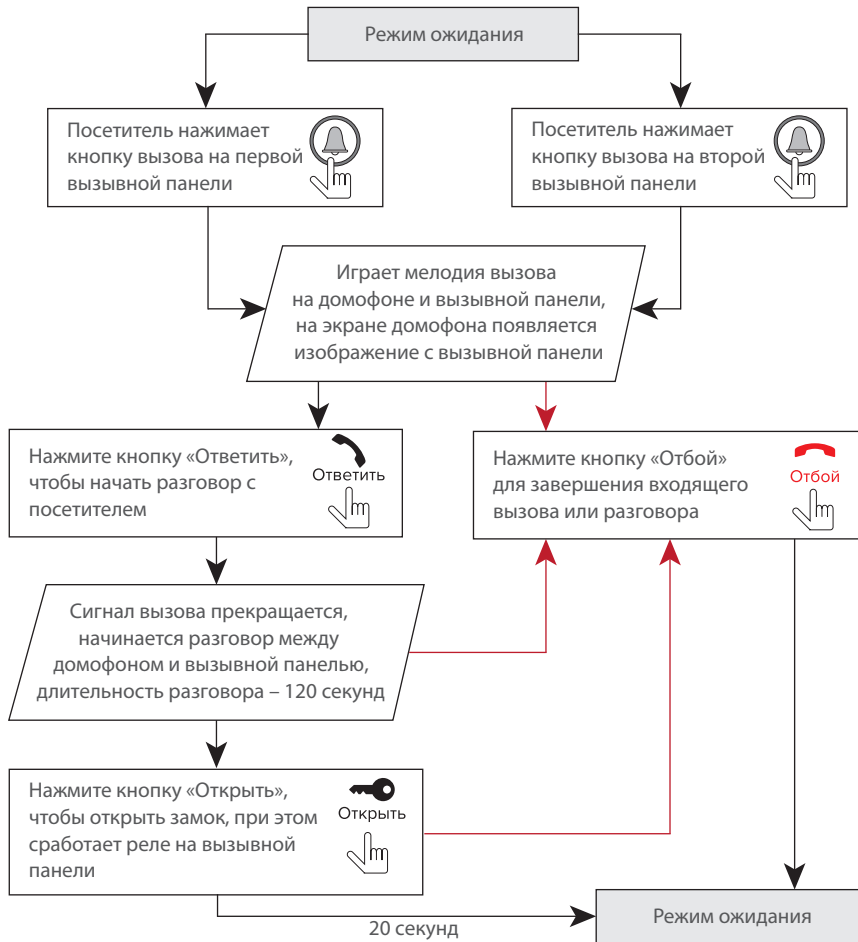 Режим ожидания
Посетитель нажимает
кнопку вызова на первой
вызывной панели
Посетитель нажимает
кнопку вызова на второй
вызывной панели
Играет мелодия вызова
на домофоне и вызывной панели,
на экране домофона появляется
изображение с вызывной панели
Нажмите кнопку «Ответить»,
чтобы начать разговор с
посетителем
Ответить
Нажмите кнопку «Отбой»
для завершения входящего
вызова или разговора
Отбой
Сигнал вызова прекращается,
начинается разговор между
домофоном и вызывной панелью,
длительность разговора – 120 секунд
Нажмите кнопку «Открыть»,
чтобы открыть замок, при этом
сработает реле на вызывной
панели
Открыть
20 секунд
Режим ожидания